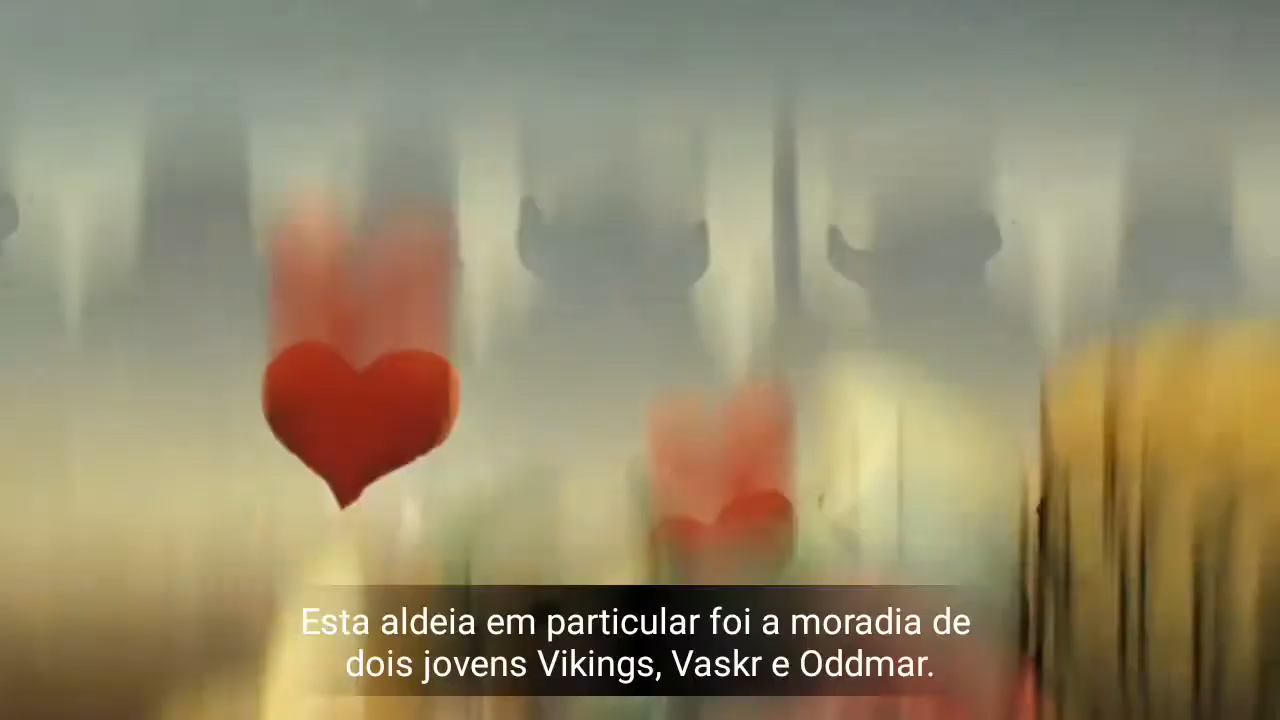 Esta aldeia em particular foi a moradia de
dois jovens Vikings, Vaskr e Oddmar.